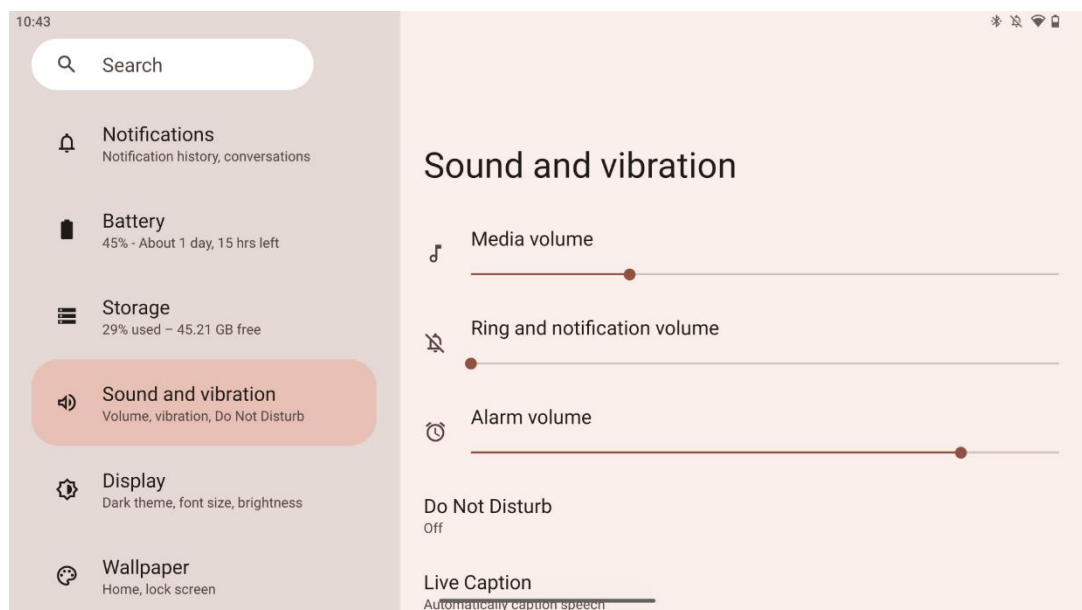 10:43
Search
Notifications
Notification history, conversations
Battery
45% - About 1 day, 15 hrs left
Storage
29% used – 45.21 GB free
Sound and vibration
Volume, vibration, Do Not Disturb
Display
Dark theme, font size, brightness
Wallpaper
Home, lock screen
Sound and vibration
Media volume
Ring and notification volume
Alarm volume
Do Not Disturb
Off
Live Caption
Automatically caption speech